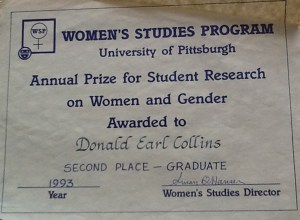 WSP
WOMEN'S STUDIES PROGRAM
University of Pittsburgh
Annual Prize for Student Research
on Women and Gender
Awarded to
Donald Earl Collins
SECOND PLACE — GRADUATE
1993
Year Women's Studies Director